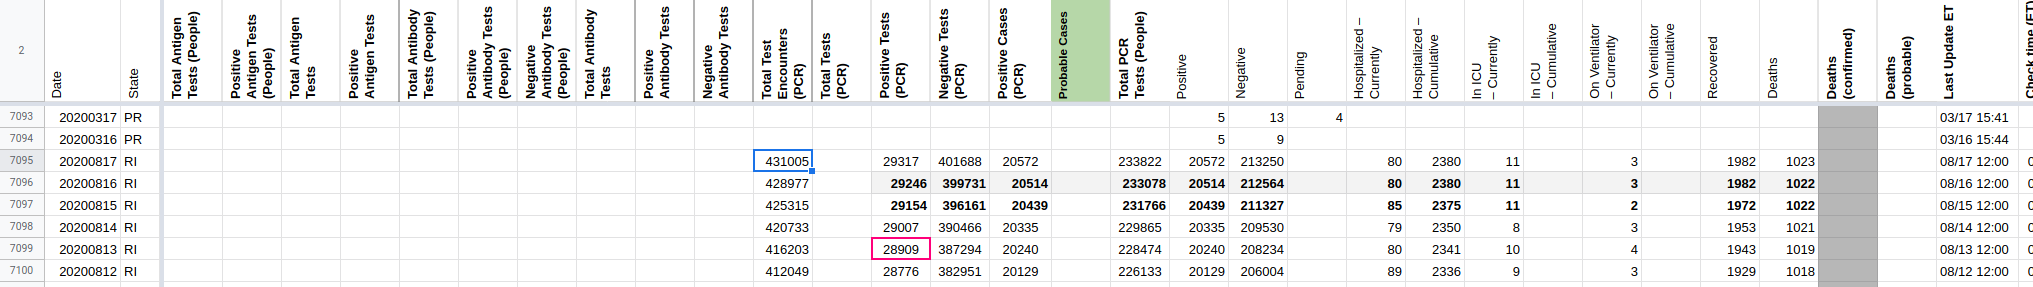 2 Date State Total Antigen Tests (People) Positive Antigen Tests (People) Total Antigen Tests Positive Antigen Tests Total Antibody Tests (People) Positive Antibody Tests (People) Negative Antibody Tests (People) Total Antibody Tests Positive Antibody Tests Negative Antibody Tests Total Test Encounters (PCR) Total Tests (PCR) Positive Tests (PCR) Negative Tests (PCR) Positive Cases (PCR) Probable Cases Total PCR Tests (People) Positive Negative Pending Hospitalized – Currently Hospitalized – Cumulative In ICU – Currently In ICU – Cumulative On Ventilator – Currently On Ventilator – Cumulative Recovered Deaths Deaths (confirmed) Deaths (probable) Last Update ET Check time (ET)
7093 20200317 PR 5 13 4 03/17 15:41
7094 20200316 PR 5 9 03/16 15:44
7095 20200817 RI 431005 29317 401688 20572 233822 20572 213250 80 2380 11 3 1982 1023 08/17 12:00 0
7096 20200816 RI 428977 29246 399731 20514 233078 20514 212564 80 2380 11 3 1982 1022 08/16 12:00 0
7097 20200815 RI 425315 29154 396161 20439 231766 20439 211327 85 2375 11 2 1972 1022 08/15 12:00 0
7098 20200814 RI 420733 29007 390466 20335 229865 20335 209530 79 2350 8 3 1953 1021 08/14 12:00 0
7099 20200813 RI 416203 28909 387294 20240 228474 20240 208234 80 2341 10 4 1943 1019 08/13 12:00 0
7100 20200812 RI 412049 28776 382951 20129 226133 20129 206004 89 2336 9 3 1929 1018 08/12 12:00 0